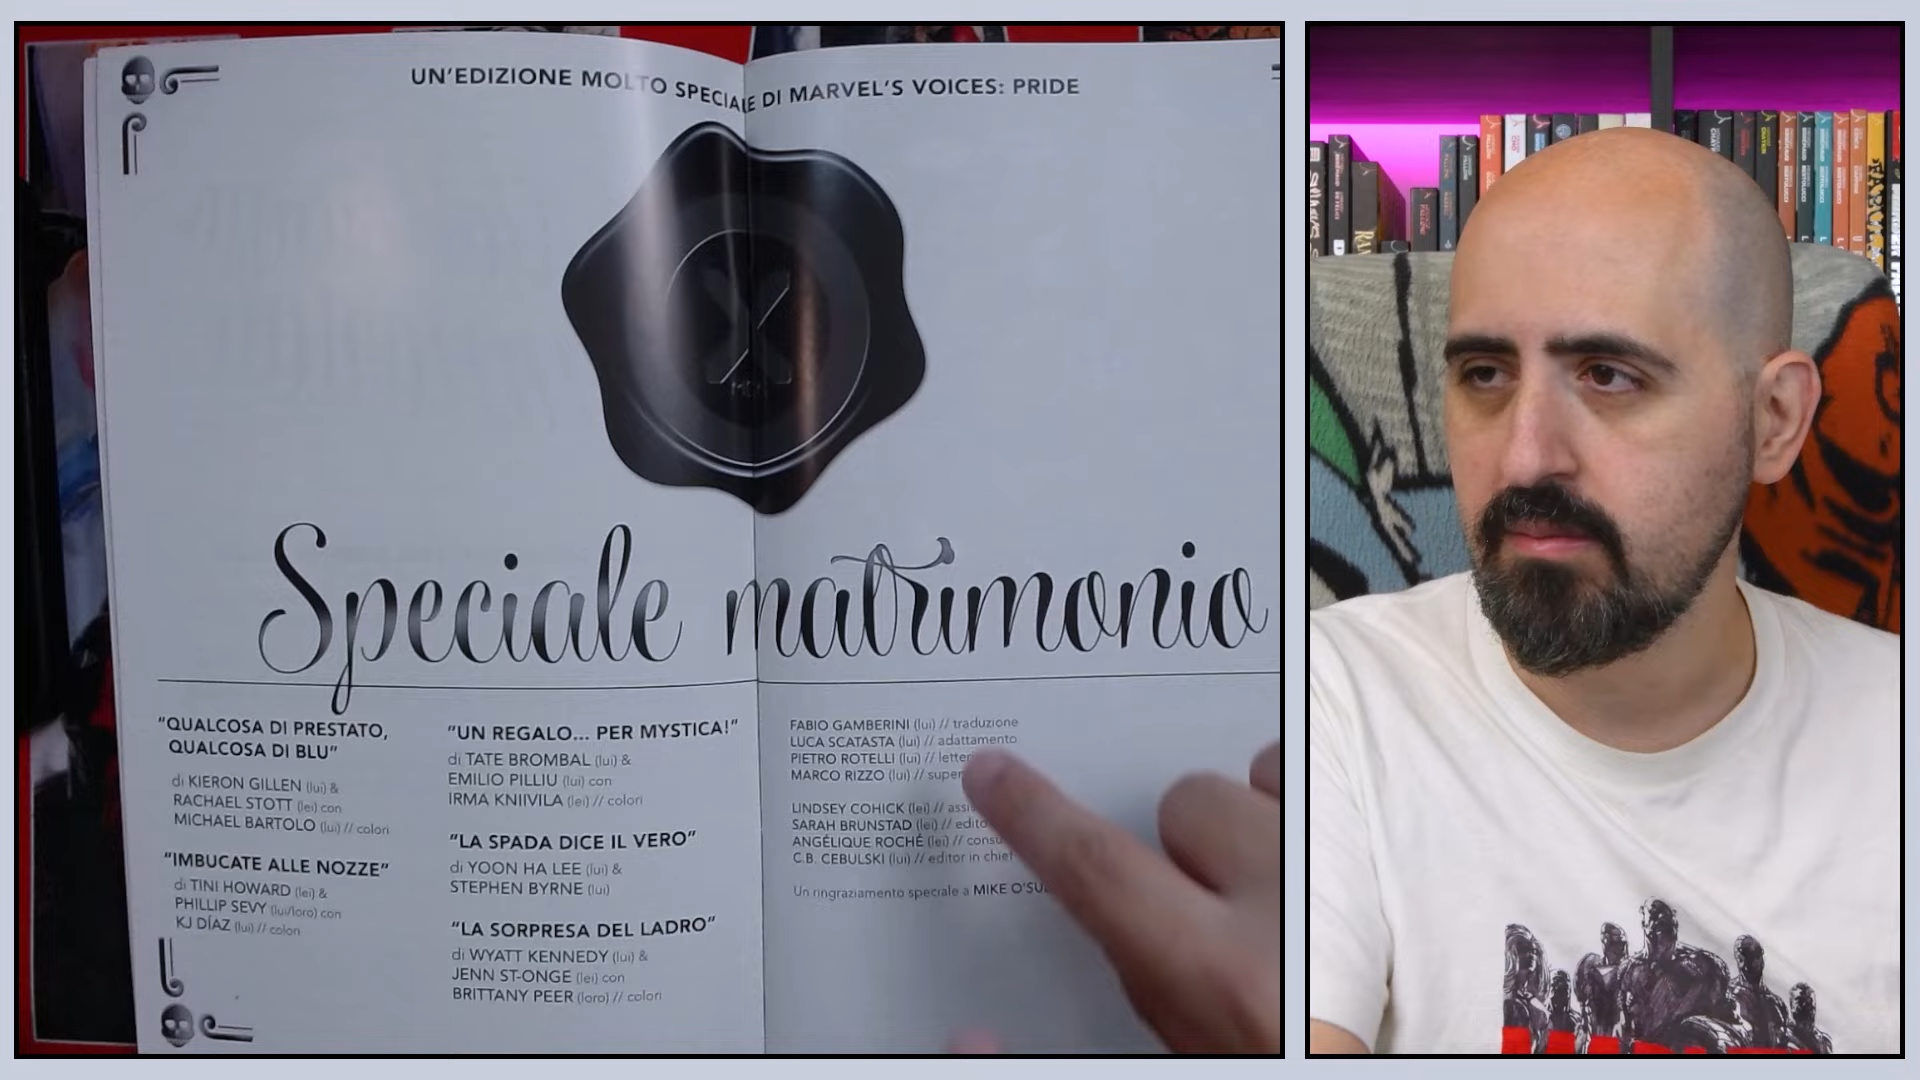 UN'EDIZIONE MOLTO SPECIALE DI MARVEL'S VOICES: PRIDE
Speciale matrimonio
"QUALCOSA DI PRESTATO,
QUALCOSA DI BLU"
di KIERON GILLEN (lui) &
RACHAEL STOTT (lei) con
MICHAEL BARTOLO (lui) // colori
"IMBUCATE ALLE NOZZE"
di TINI HOWARD (lei) &
PHILLIP SEVY (lui/loro) con
KJ DÍAZ (lui) // colori
"UN REGALO... PER MYSTICA!"
di TATE BROMBAL (lui) &
EMILIO PILLIU (lui) con
IRMA KNIIVILA (lei) // colori
"LA SPADA DICE IL VERO"
di YOON HA LEE (lui) &
STEPHEN BYRNE (lui)
"LA SORPRESA DEL LADRO"
di WYATT KENNEDY (lui) &
JENN ST-ONGE (lei) con
BRITTANY PEER (loro) // colori
FABIO GAMBERINI (lui) // traduzione
LUCA SCATASTA (lui) // adattamento
PIETRO ROTELLI (lui) //
MARCO RIZZO (lui) //
LINDSEY COHICK (lei) //
SARAH BRUNSTAD (lei) //
ANGÉLIQUE ROCHÉ (lei) //
C.B. CEBULSKI (lui) // editor in chief
Un ringraziamento speciale a MIKE